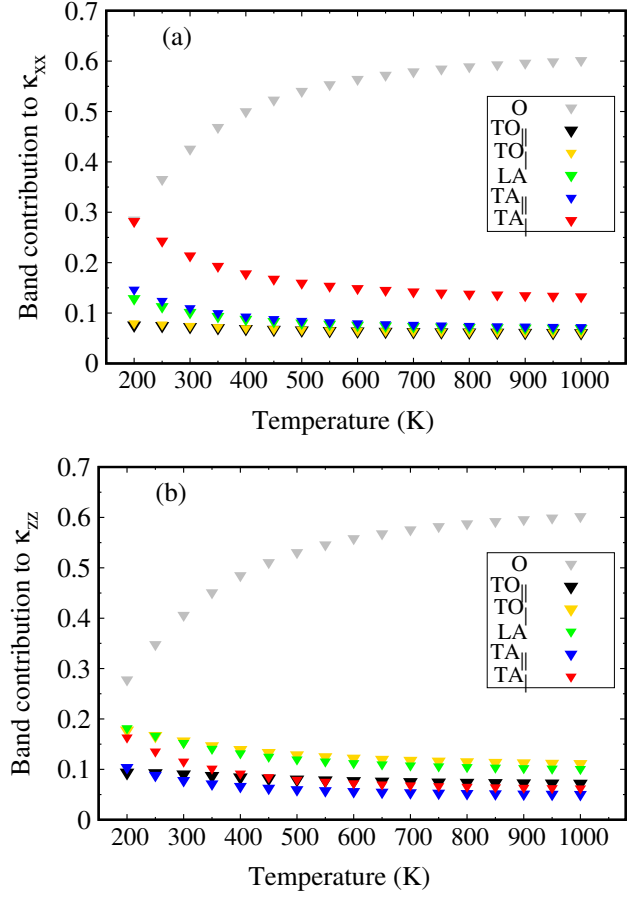 (a)
Band contribution to κxx
0.7
0.6
0.5
0.4
0.3
0.2
0.1
0
O
TO||
TO|
LA
TA||
TA|
200 300 400 500 600 700 800 900 1000
Temperature (K)
(b)
Band contribution to κzz
0.7
0.6
0.5
0.4
0.3
0.2
0.1
0
O
TO||
TO|
LA
TA||
TA|
200 300 400 500 600 700 800 900 1000
Temperature (K)